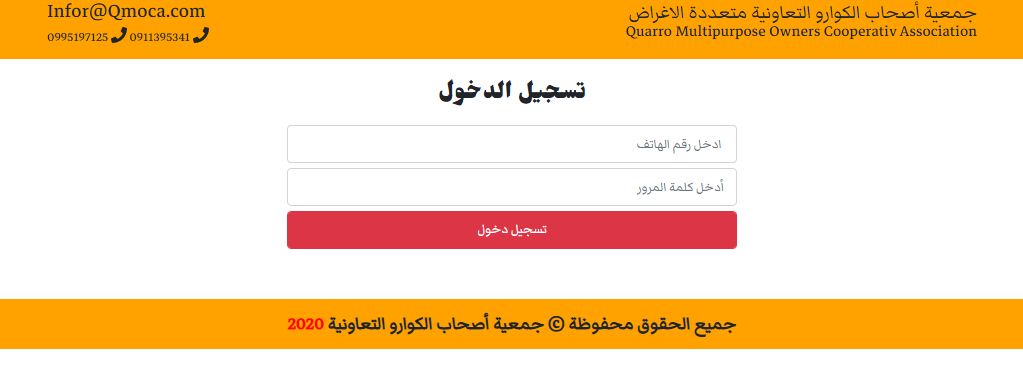 جمعية أصحاب الكوارو التعاونية متعددة الاغراض
Quarro Multipurpose Owners Cooperativ Association
Infor@Qmoca.com
0911395341 0995197125
تسجيل الدخول
ادخل رقم الهاتف
أدخل كلمة المرور
تسجيل دخول
جميع الحقوق محفوظة © جمعية أصحاب الكوارو التعاونية 2020